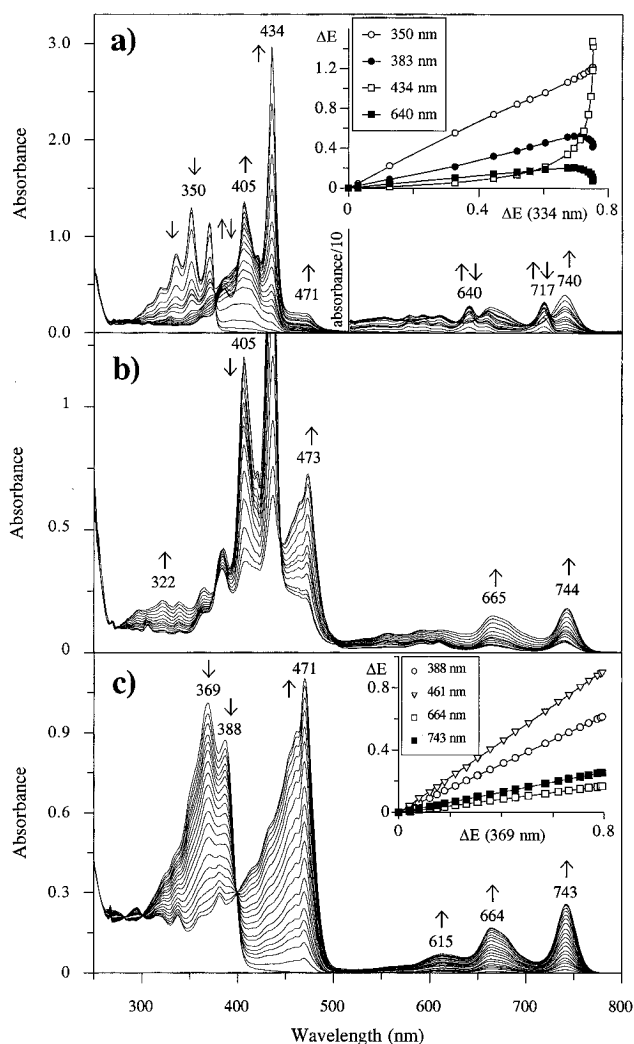 a)
Absorbance
3.0
2.0
1.0
0.0
↓ ↓ 350 ↑↓ ↑ 405 ↑ 434 ↑ 471
absorbance/10
↑↓ 640 ↑↓ 717 ↑ 740
ΔE
1.2
0.8
0.4
0
0 0.4 0.8
ΔE (334 nm)
350 nm
383 nm
434 nm
640 nm
b)
Absorbance
1
0.5
0
↑ 322 ↓ 405 ↑ 473 ↑ 665 ↑ 744
c)
Absorbance
0.9
0.6
0.3
0
↓ 369 ↓ 388 ↑ 471 ↑ 615 ↑ 664 ↑ 743
ΔE
0.8
0.4
0
0 0.8
ΔE (369 nm)
388 nm
461 nm
664 nm
743 nm
300 400 500 600 700 800
Wavelength (nm)